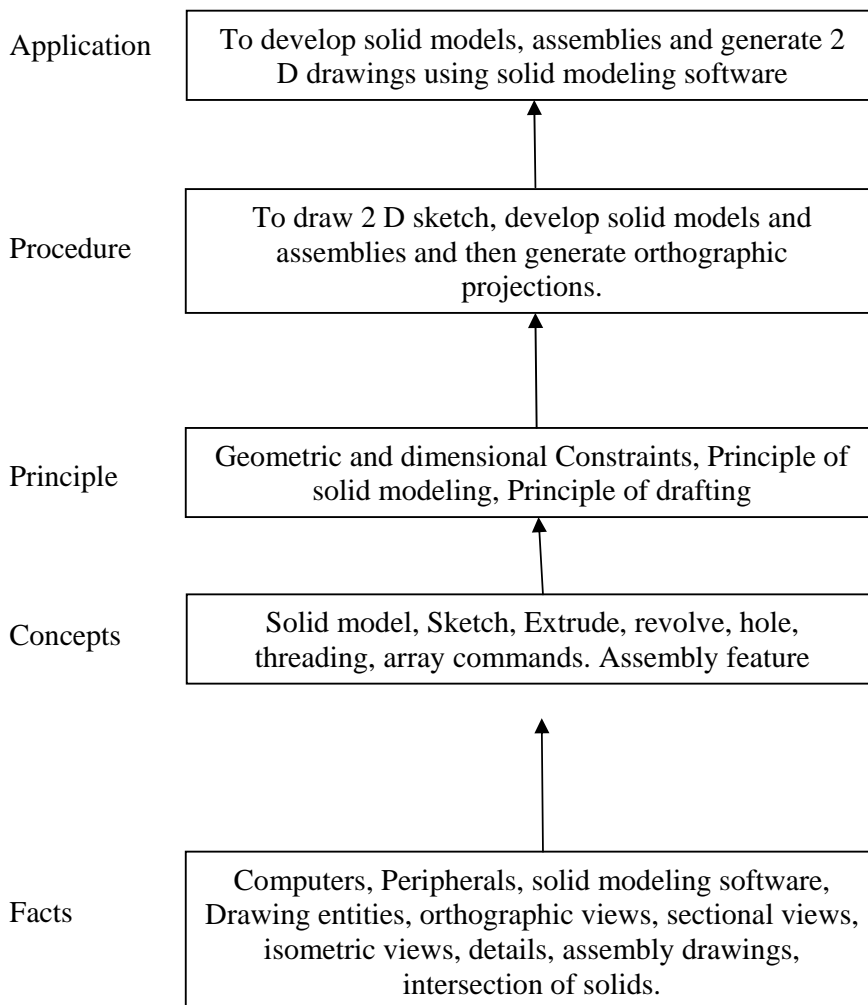 Application
To develop solid models, assemblies and generate 2
D drawings using solid modeling software
Procedure
To draw 2 D sketch, develop solid models and
assemblies and then generate orthographic
projections.
Principle
Geometric and dimensional Constraints, Principle of
solid modeling, Principle of drafting
Concepts
Solid model, Sketch, Extrude, revolve, hole,
threading, array commands. Assembly feature
Facts
Computers, Peripherals, solid modeling software,
Drawing entities, orthographic views, sectional views,
isometric views, details, assembly drawings,
intersection of solids.